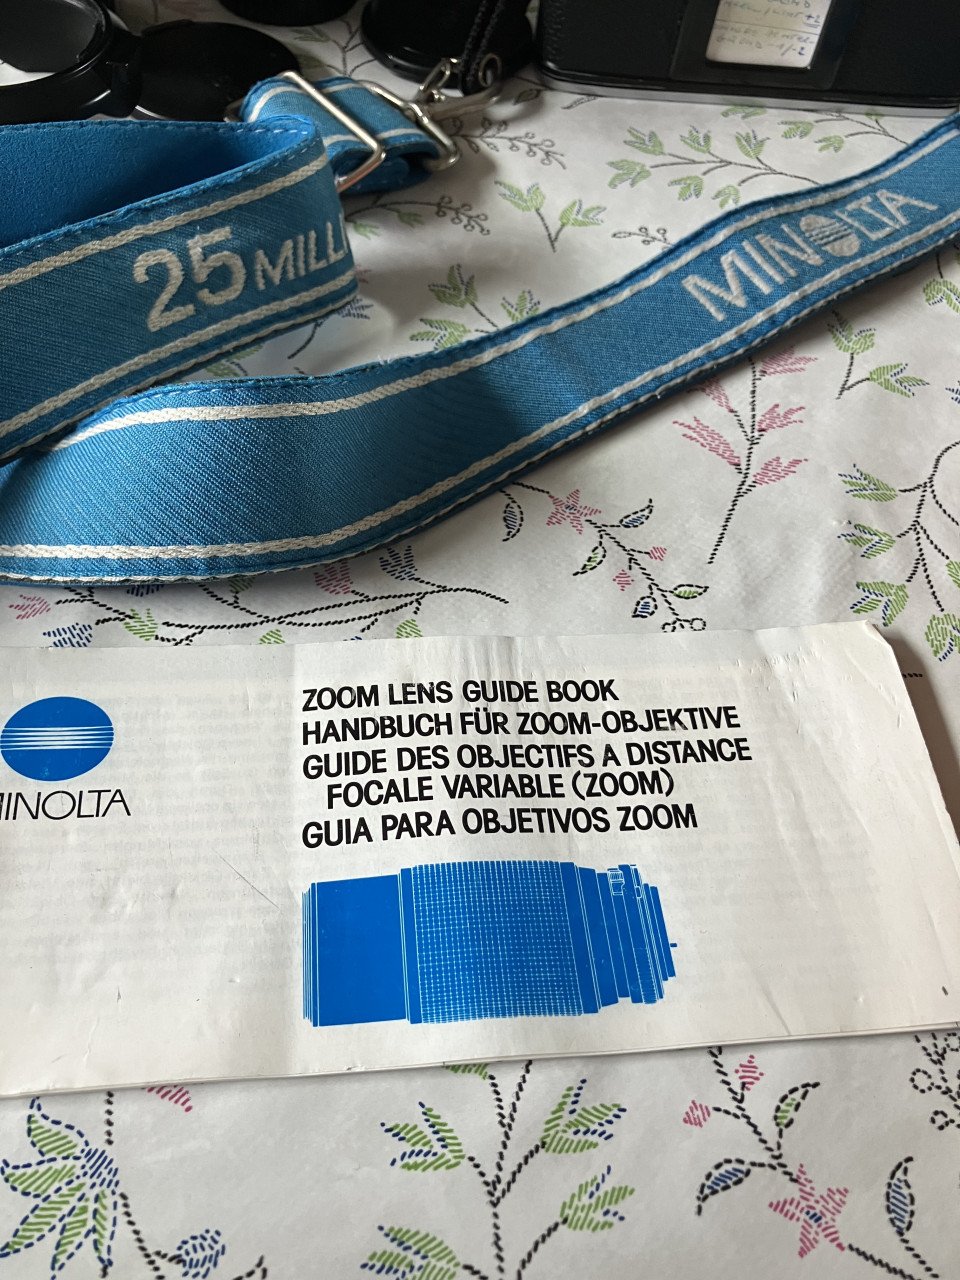 25 MILLI
MINOLTA
MINOLTA
ZOOM LENS GUIDE BOOK
HANDBUCH FÜR ZOOM-OBJEKTIVE
GUIDE DES OBJECTIFS A DISTANCE
FOCALE VARIABLE (ZOOM)
GUIA PARA OBJETIVOS ZOOM